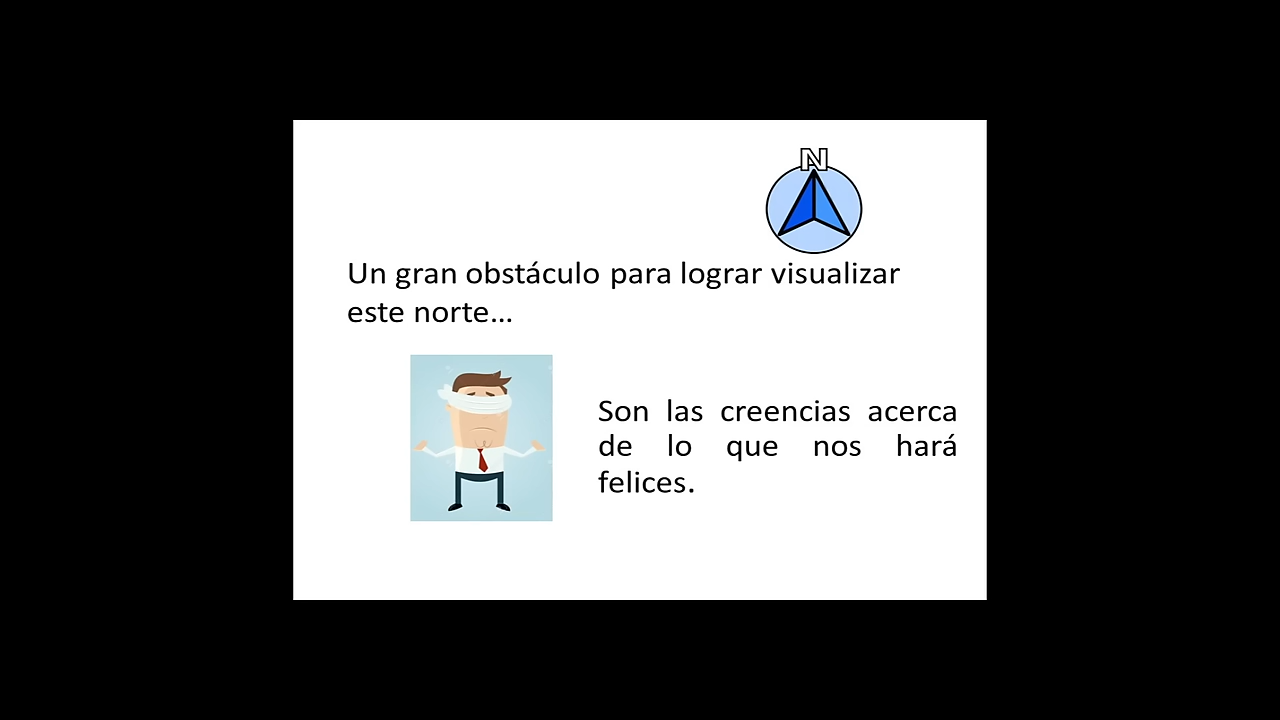 N
Un gran obstáculo para lograr visualizar
este norte...
Son las creencias acerca
de lo que nos hará
felices.